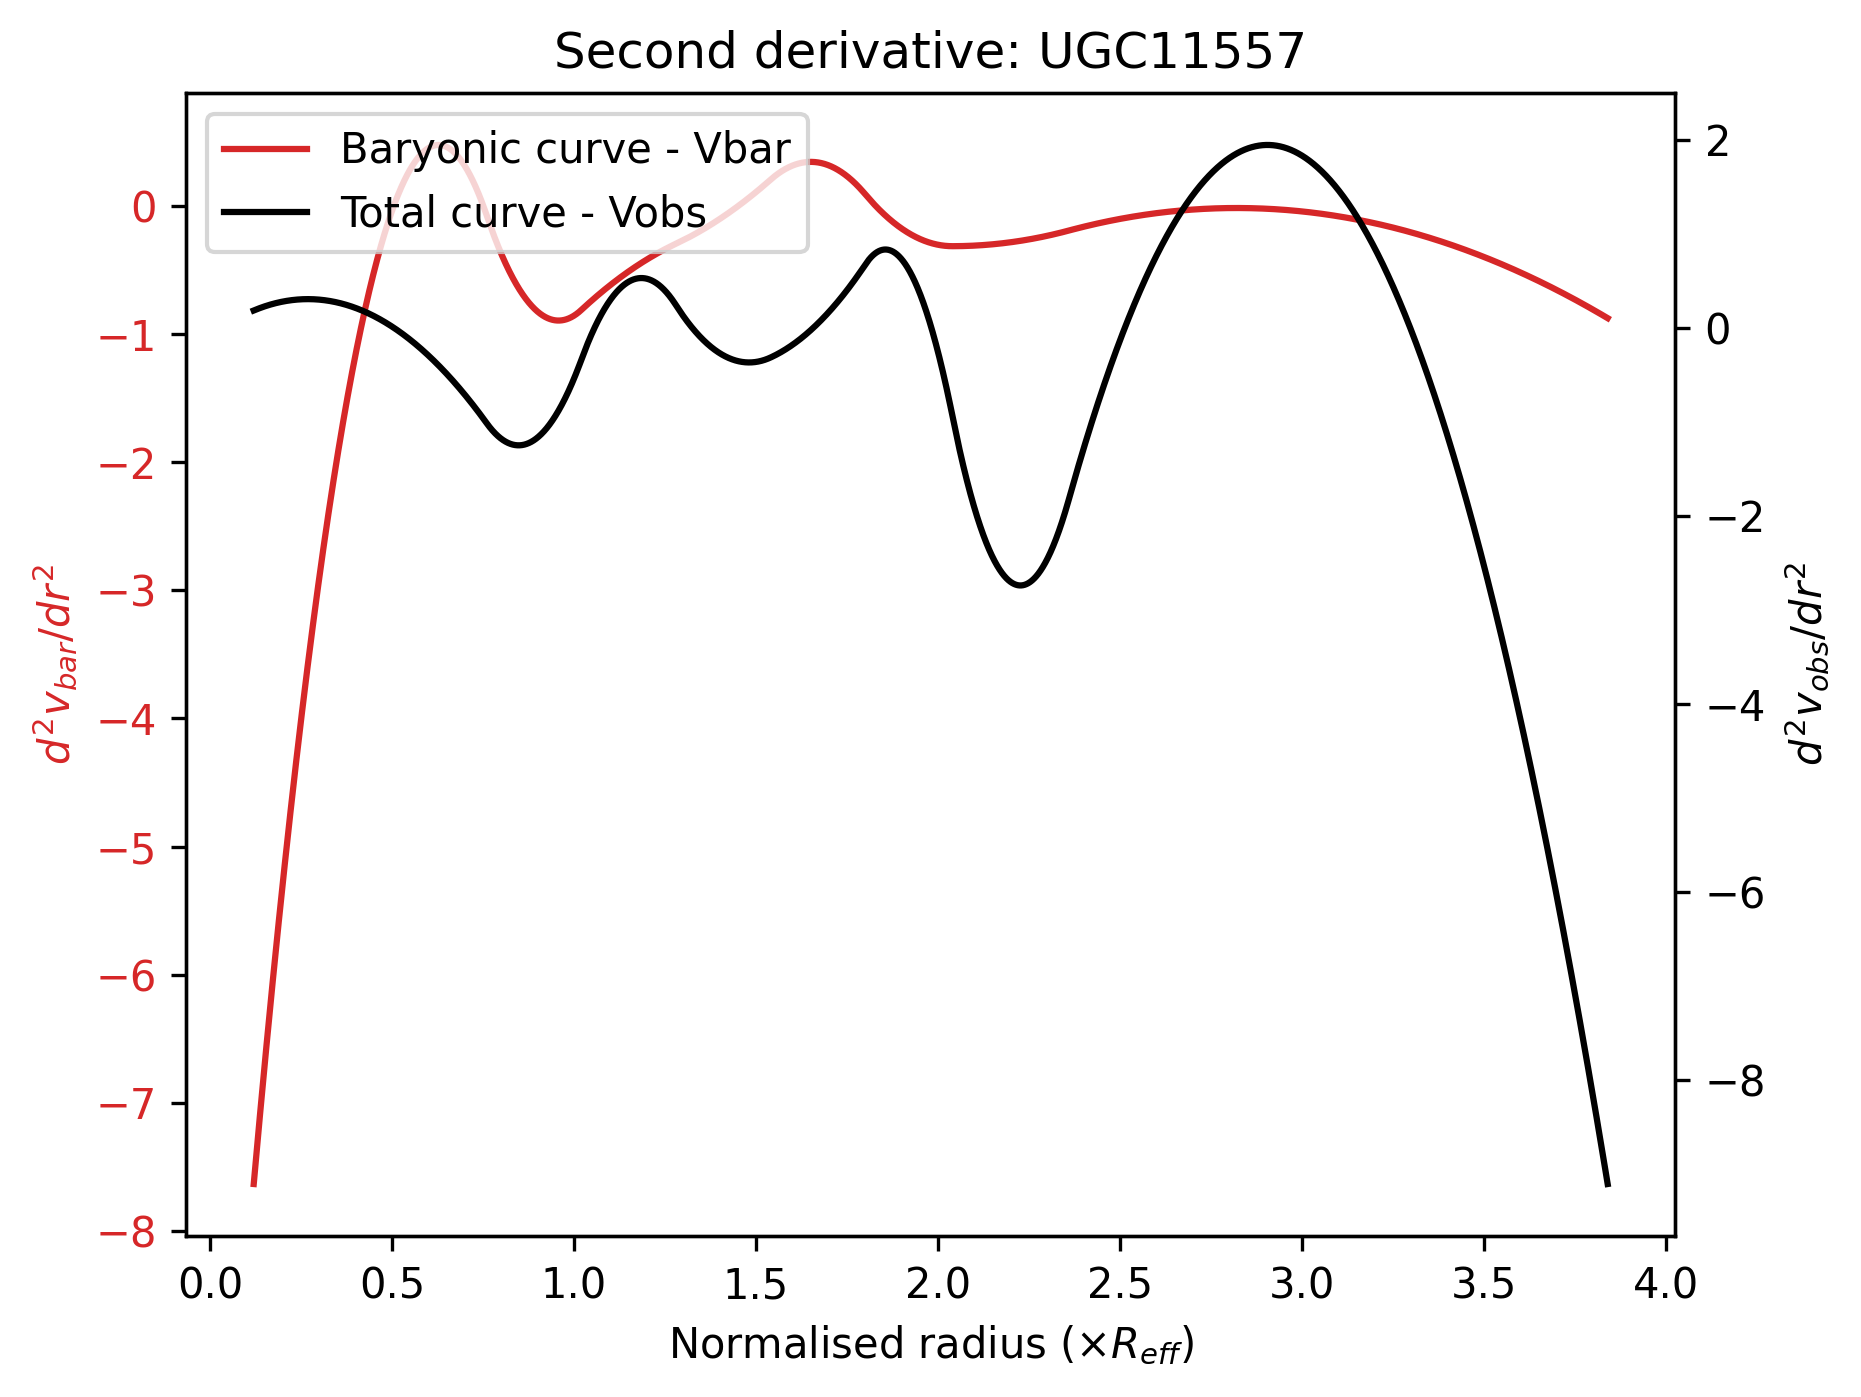 Second derivative: UGC11557
Baryonic curve - Vbar
Total curve - Vobs
0
−1
−2
−3
−4
−5
−6
−7
−8
d²v_bar/dr²
2
0
−2
−4
−6
−8
d²v_obs/dr²
0.0 0.5 1.0 1.5 2.0 2.5 3.0 3.5 4.0
Normalised radius (×R_eff)